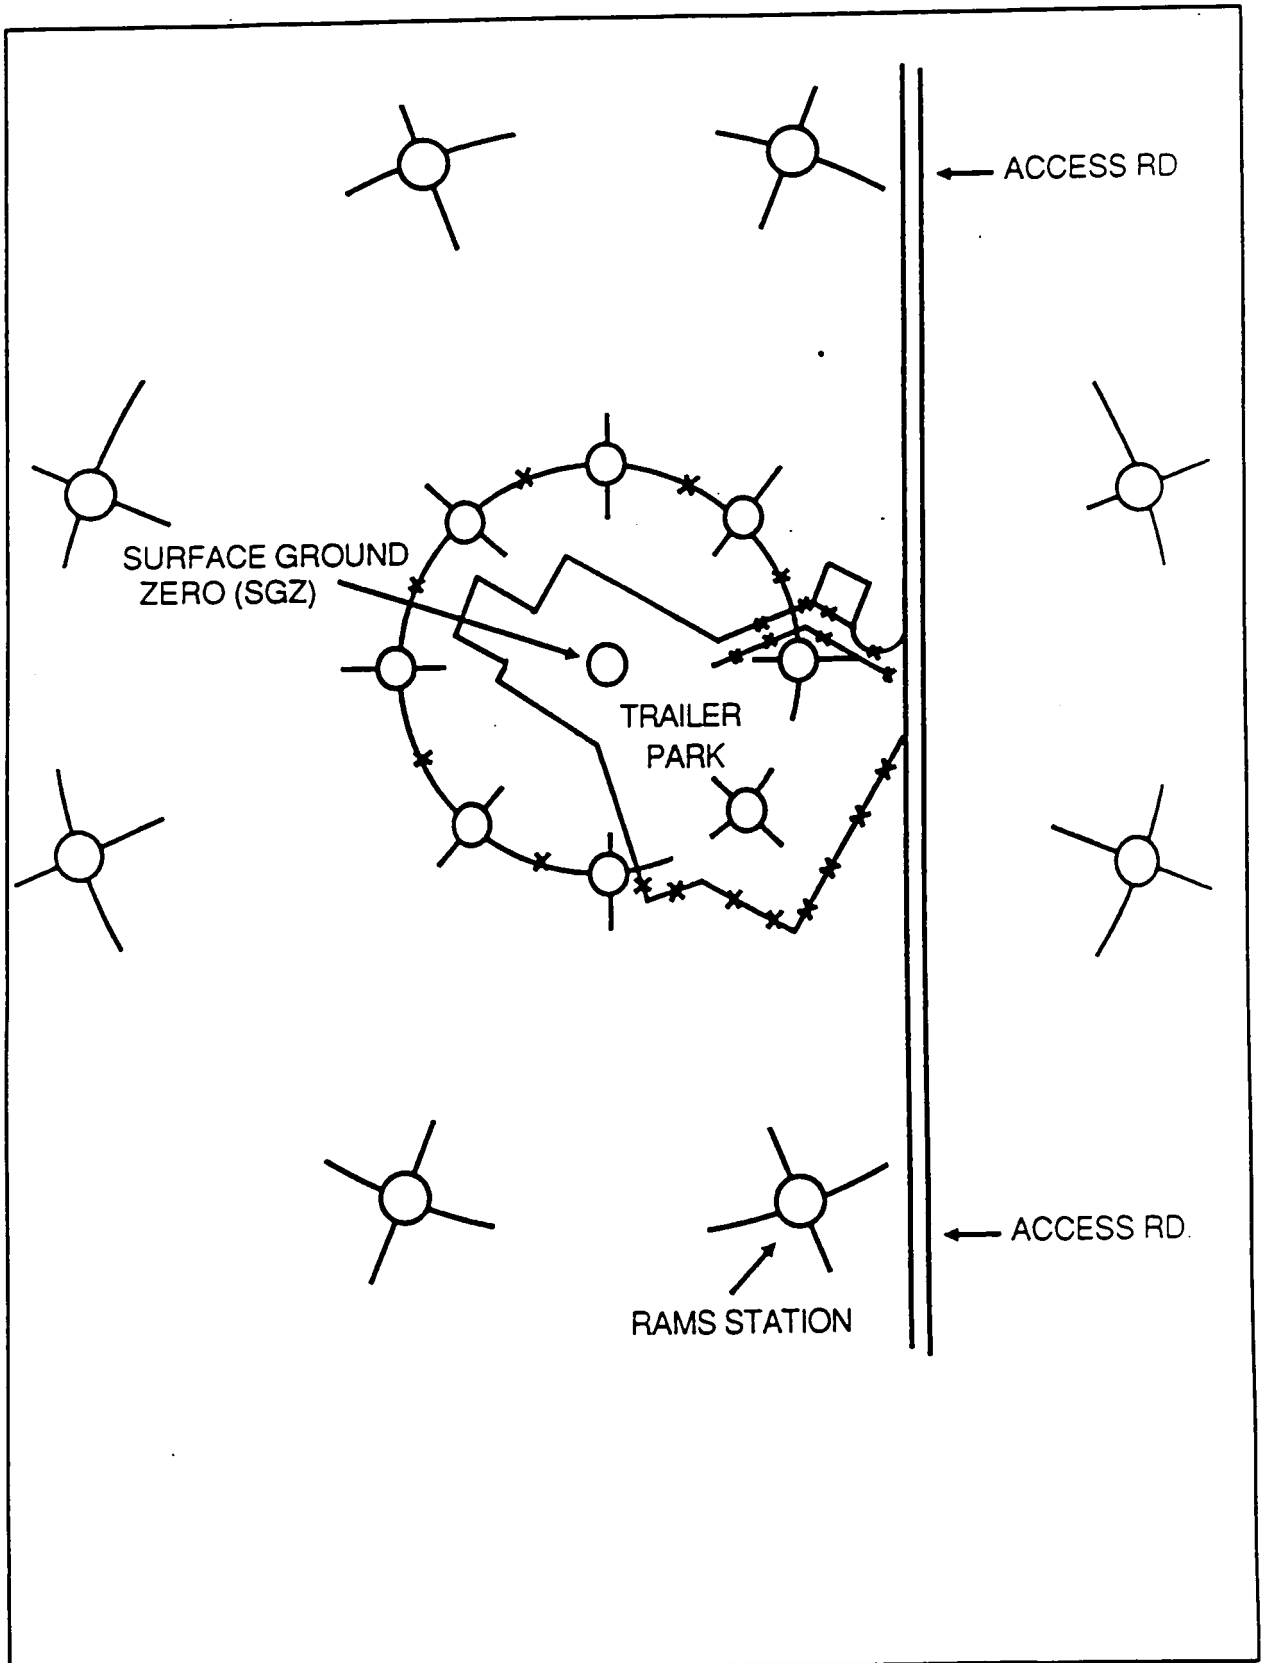 ACCESS RD
SURFACE GROUND
ZERO (SGZ)
TRAILER
PARK
ACCESS RD.
RAMS STATION